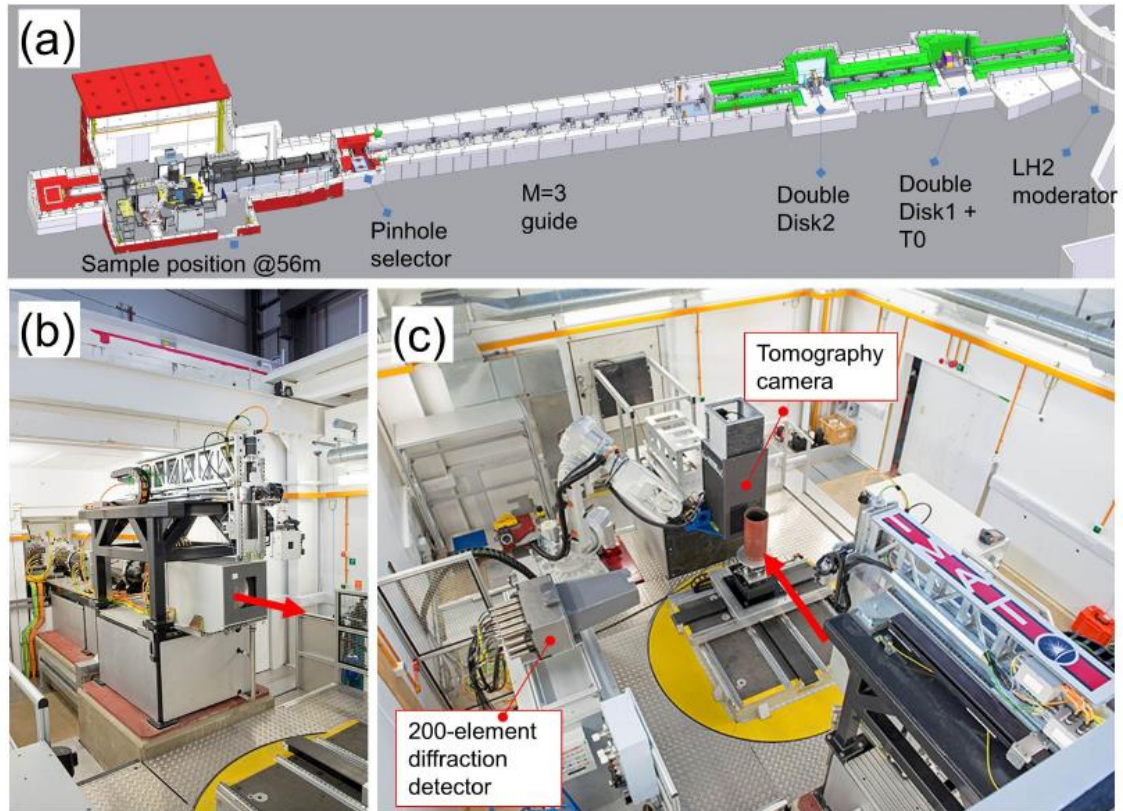 (a)
Sample position @56m
Pinhole
selector
M=3
guide
Double
Disk2
Double
Disk1 +
T0
LH2
moderator
(b)
(c)
Tomography
camera
200-element
diffraction
detector
IMAT